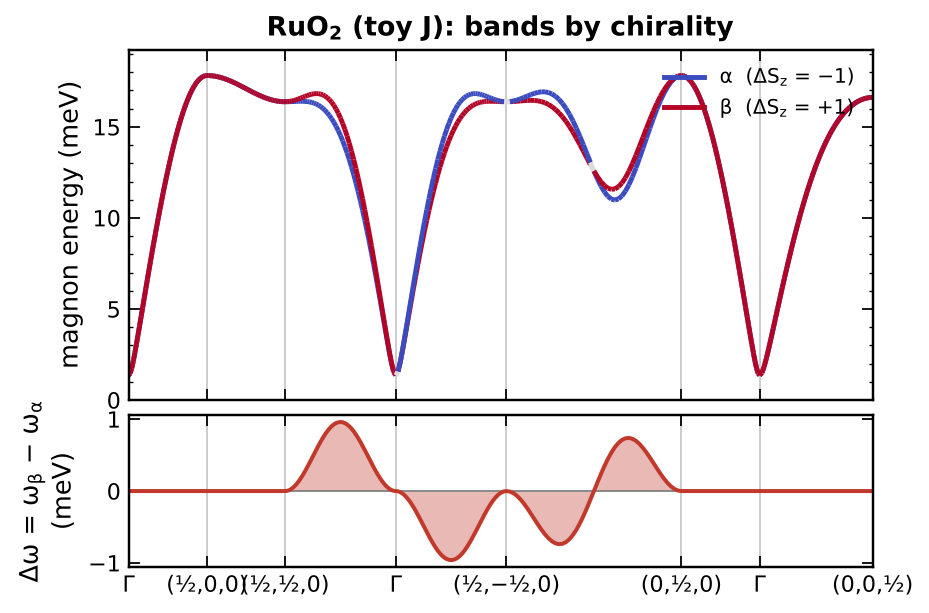 RuO₂ (toy J): bands by chirality
magnon energy (meV)
15
10
5
0
α (ΔS_z = −1)
β (ΔS_z = +1)
Δω = ω_β − ω_α
(meV)
1
0
−1
Γ (½,0,0) (½,½,0) Γ (½,−½,0) (0,½,0) Γ (0,0,½)